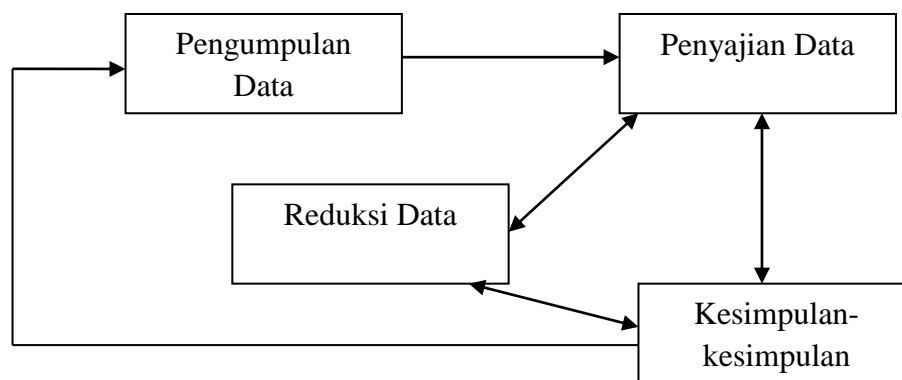 Pengumpulan
Data
Penyajian Data
Reduksi Data
Kesimpulan-
kesimpulan